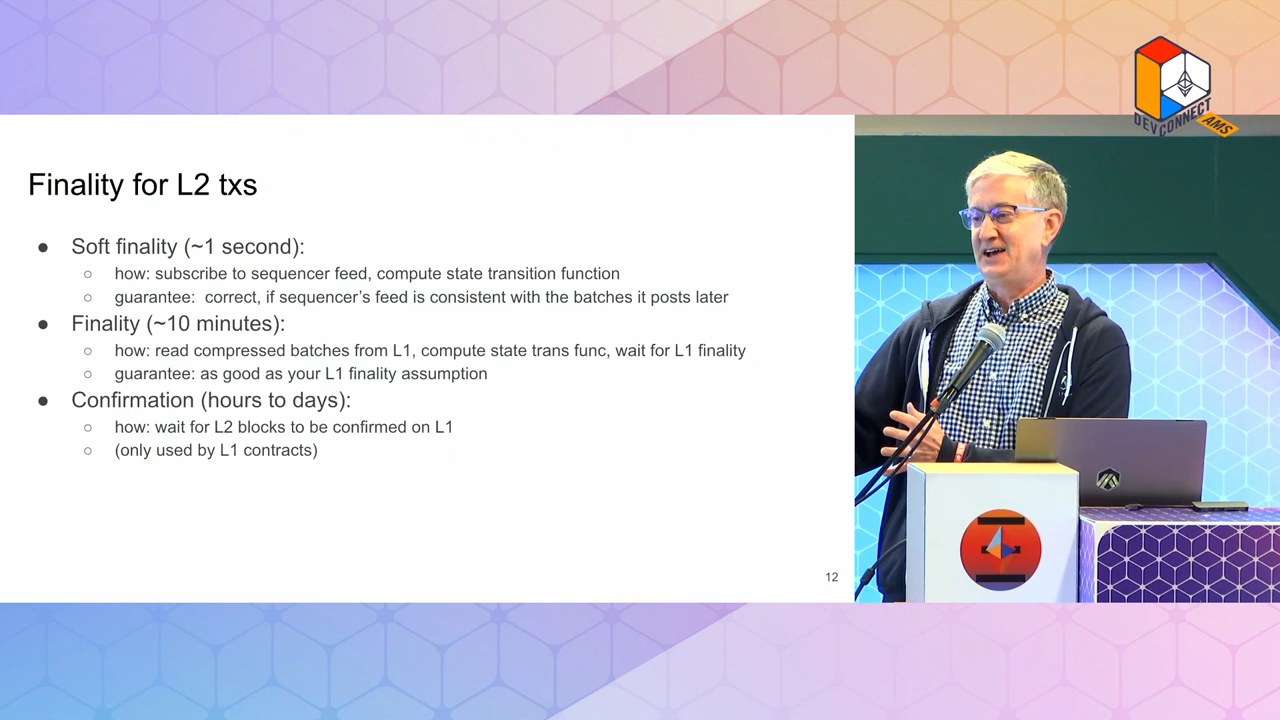 DEVCONNECT
AMS
Finality for L2 txs
● Soft finality (~1 second):
○ how: subscribe to sequencer feed, compute state transition function
○ guarantee:  correct, if sequencer's feed is consistent with the batches it posts later
● Finality (~10 minutes):
○ how: read compressed batches from L1, compute state trans func, wait for L1 finality
○ guarantee: as good as your L1 finality assumption
● Confirmation (hours to days):
○ how: wait for L2 blocks to be confirmed on L1
○ (only used by L1 contracts)
12